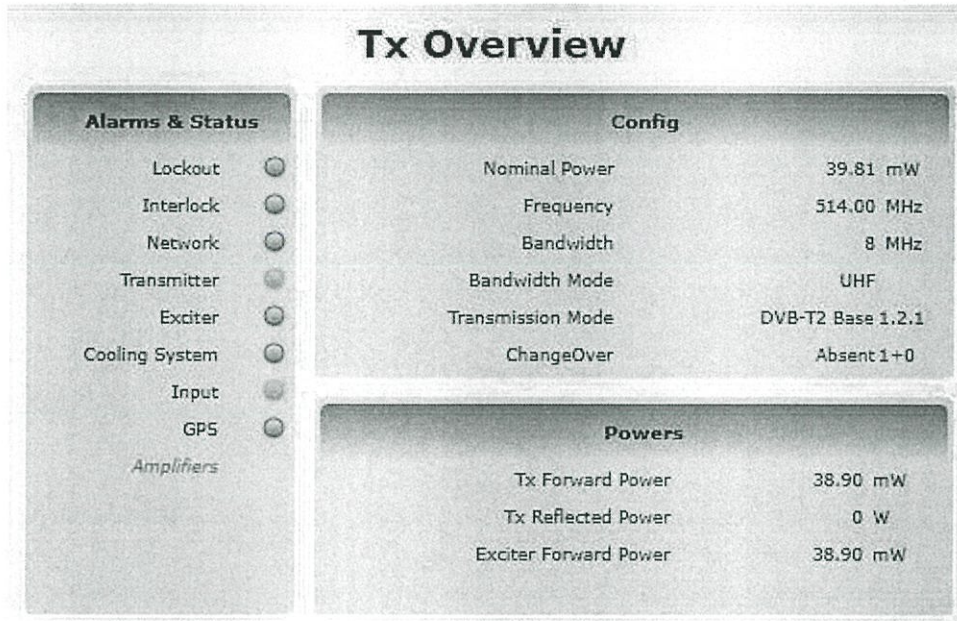 Tx Overview
Alarms & Status
Lockout
Interlock
Network
Transmitter
Exciter
Cooling System
Input
GPS
Amplifiers
Config
Nominal Power 39.81 mW
Frequency 514.00 MHz
Bandwidth 8 MHz
Bandwidth Mode UHF
Transmission Mode DVB-T2 Base 1.2.1
ChangeOver Absent 1+0
Powers
Tx Forward Power 38.90 mW
Tx Reflected Power 0 W
Exciter Forward Power 38.90 mW